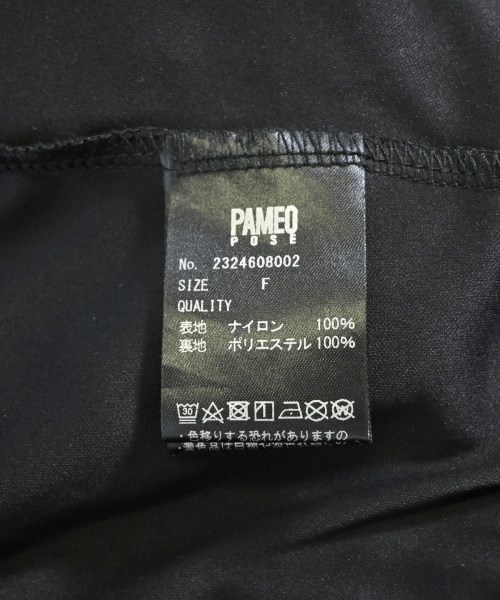 PAMEO
POSE
No. 2324608002
SIZE F
QUALITY
表地 ナイロン 100%
裏地 ポリエステル 100%
30
・色移りする恐れがありますの